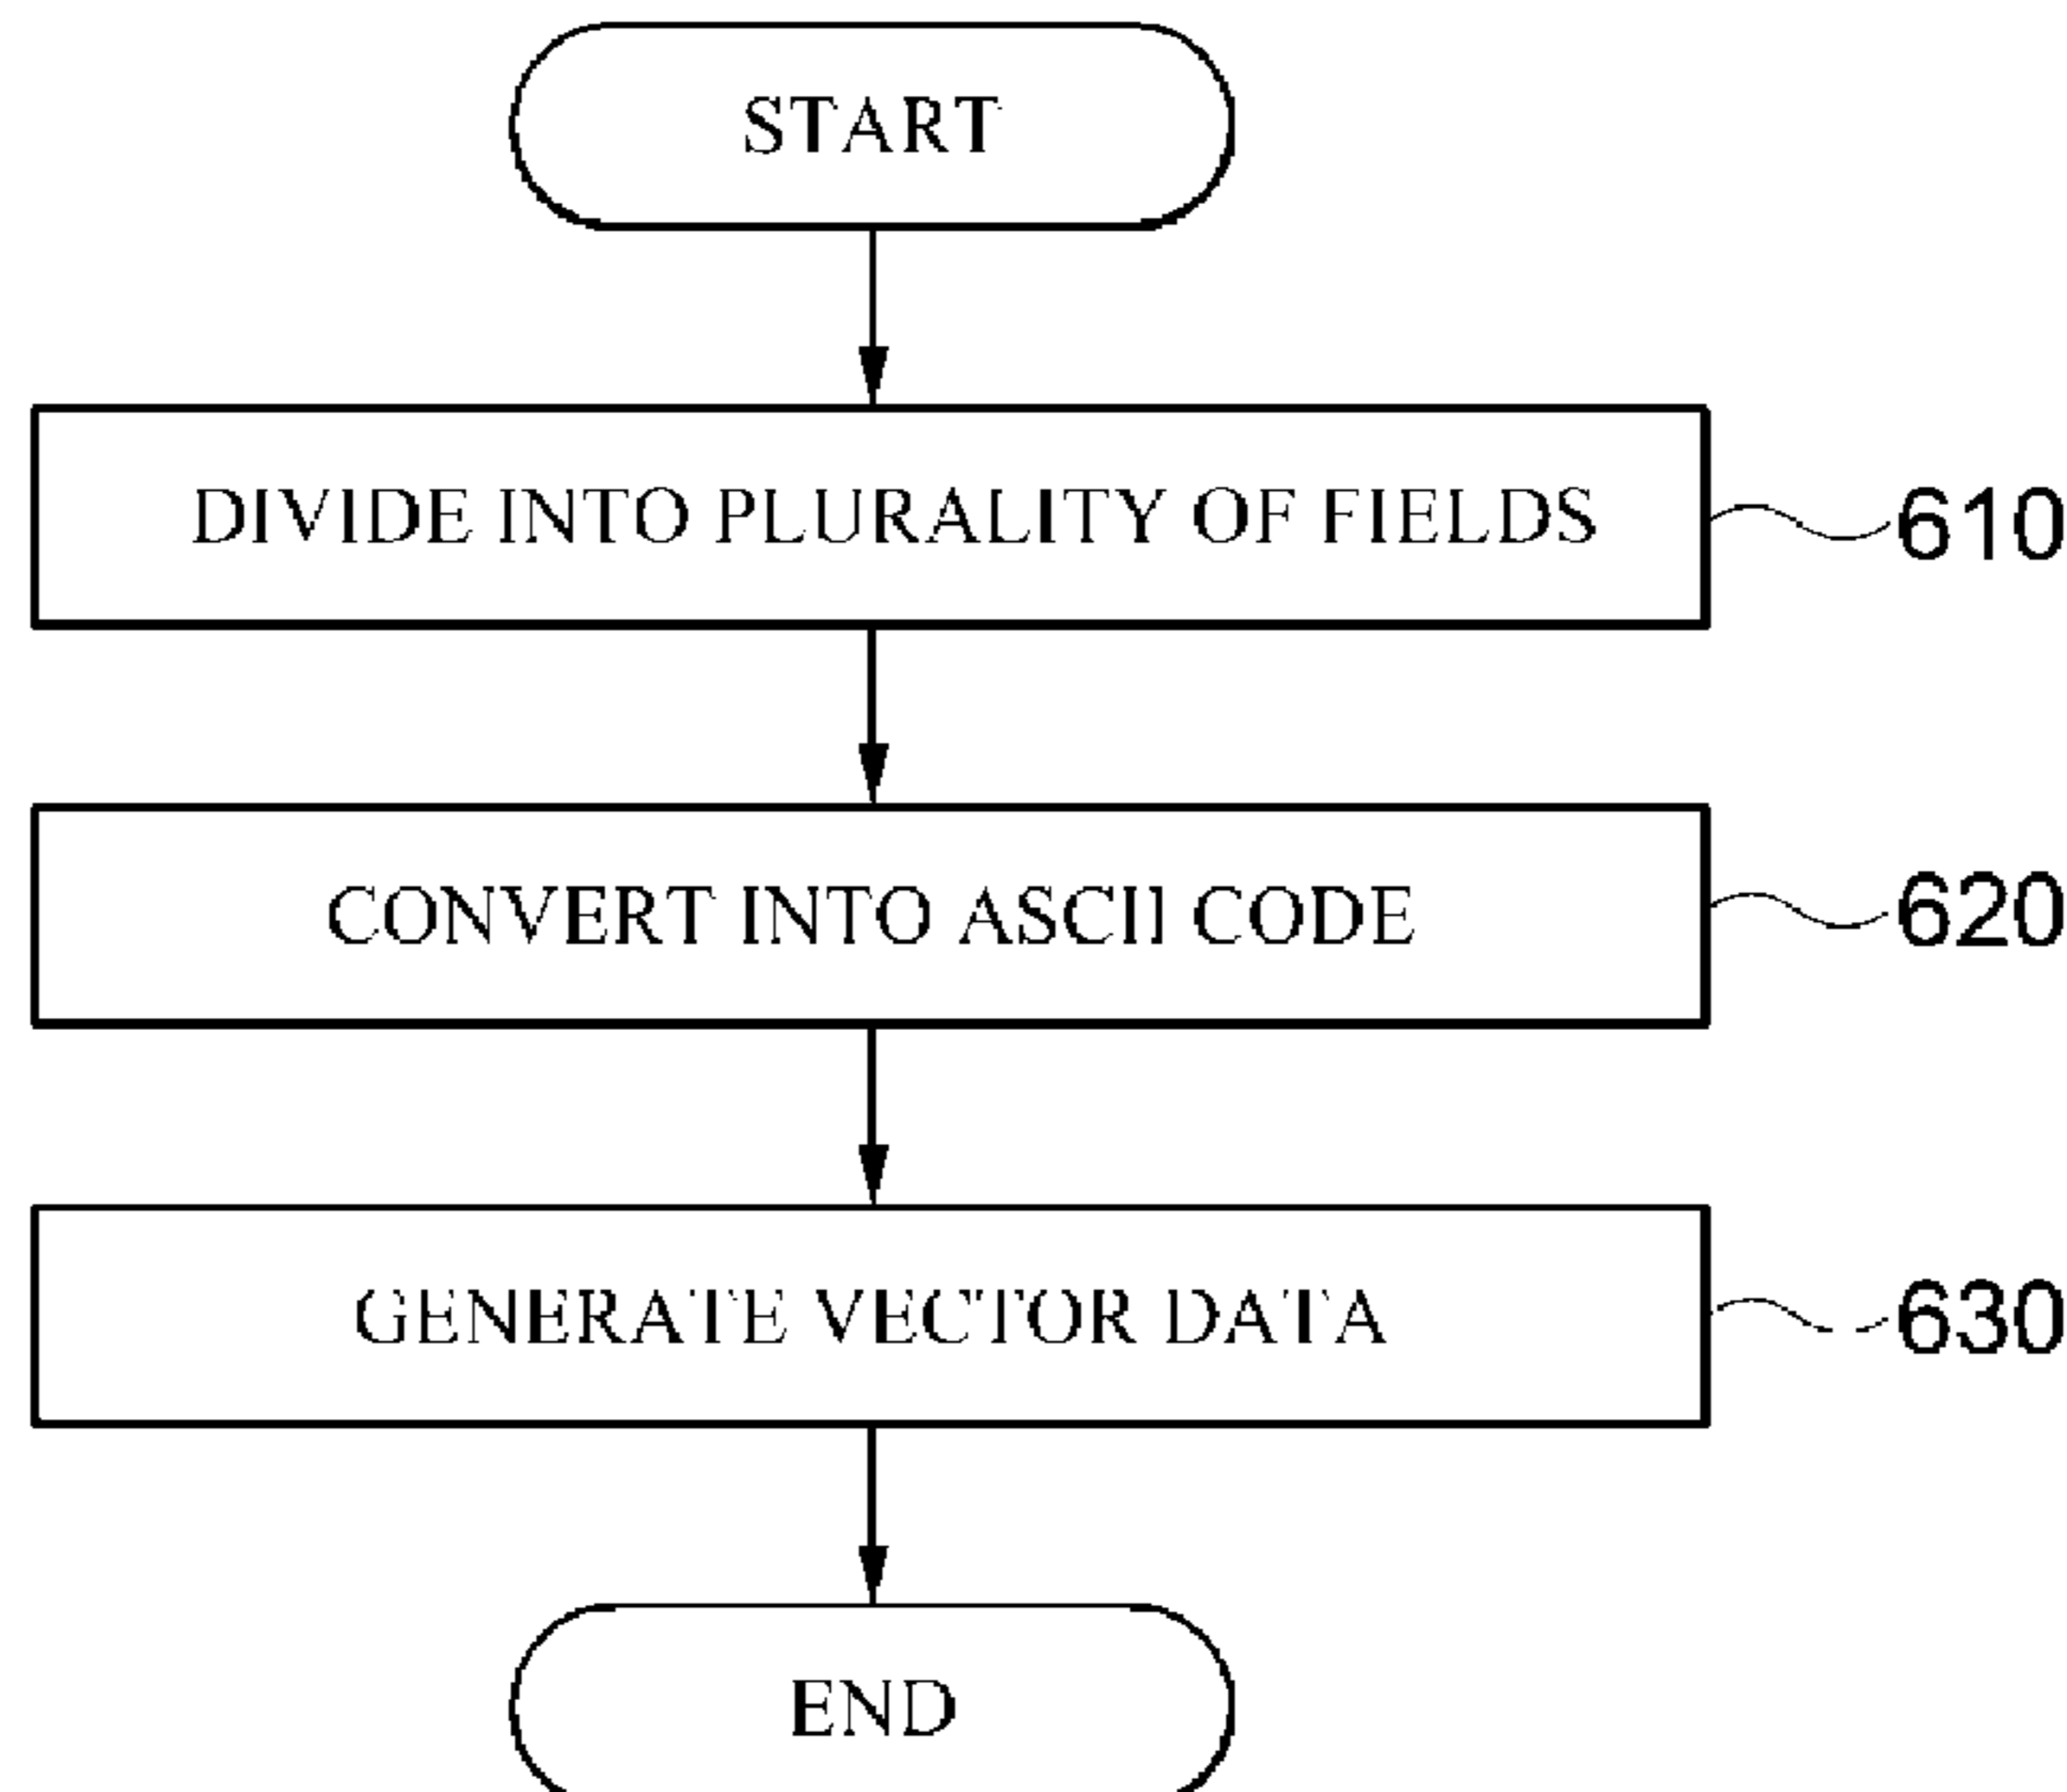 START
DIVIDE INTO PLURALITY OF FIELDS 610
CONVERT INTO ASCII CODE 620
GENERATE VECTOR DATA 630
END